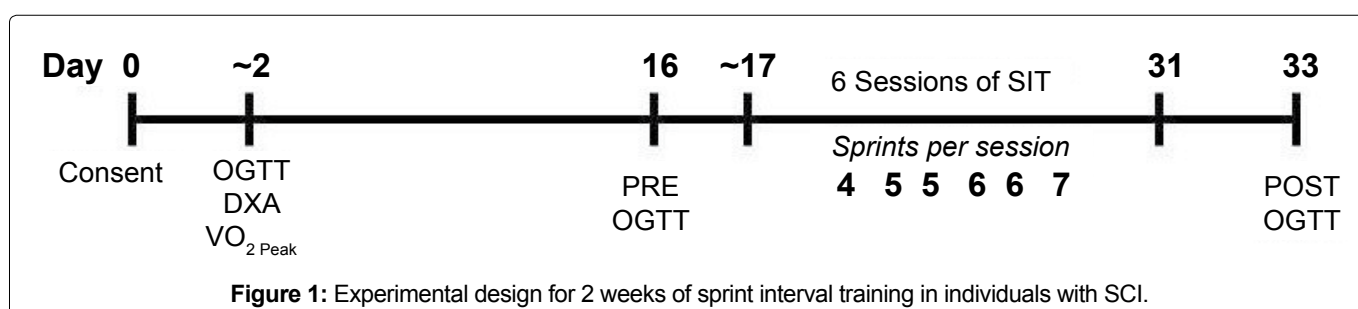 Day 0 ~2 16 ~17 6 Sessions of SIT 31 33
Sprints per session
Consent OGTT 4 5 5 6 6 7
DXA PRE POST
VO2 Peak OGTT OGTT
Figure 1: Experimental design for 2 weeks of sprint interval training in individuals with SCI.